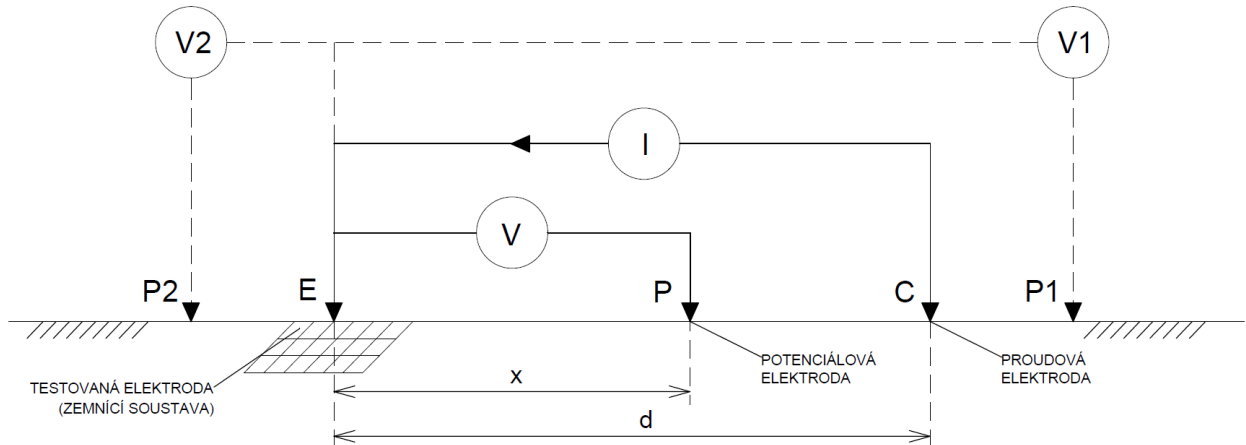 V2
V1
I
V
P2
E
P
C
P1
TESTOVANÁ ELEKTRODA
(ZEMNÍCÍ SOUSTAVA)
POTENCIÁLOVÁ
ELEKTRODA
PROUDOVÁ
ELEKTRODA
x
d